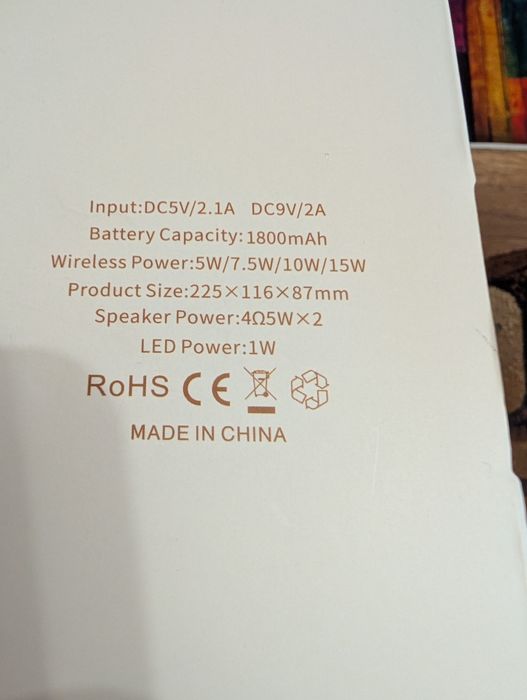 Input:DC5V/2.1A DC9V/2A
Battery Capacity:1800mAh
Wireless Power:5W/7.5W/10W/15W
Product Size:225×116×87mm
Speaker Power:4Ω5W×2
LED Power:1W
RoHS CE
MADE IN CHINA